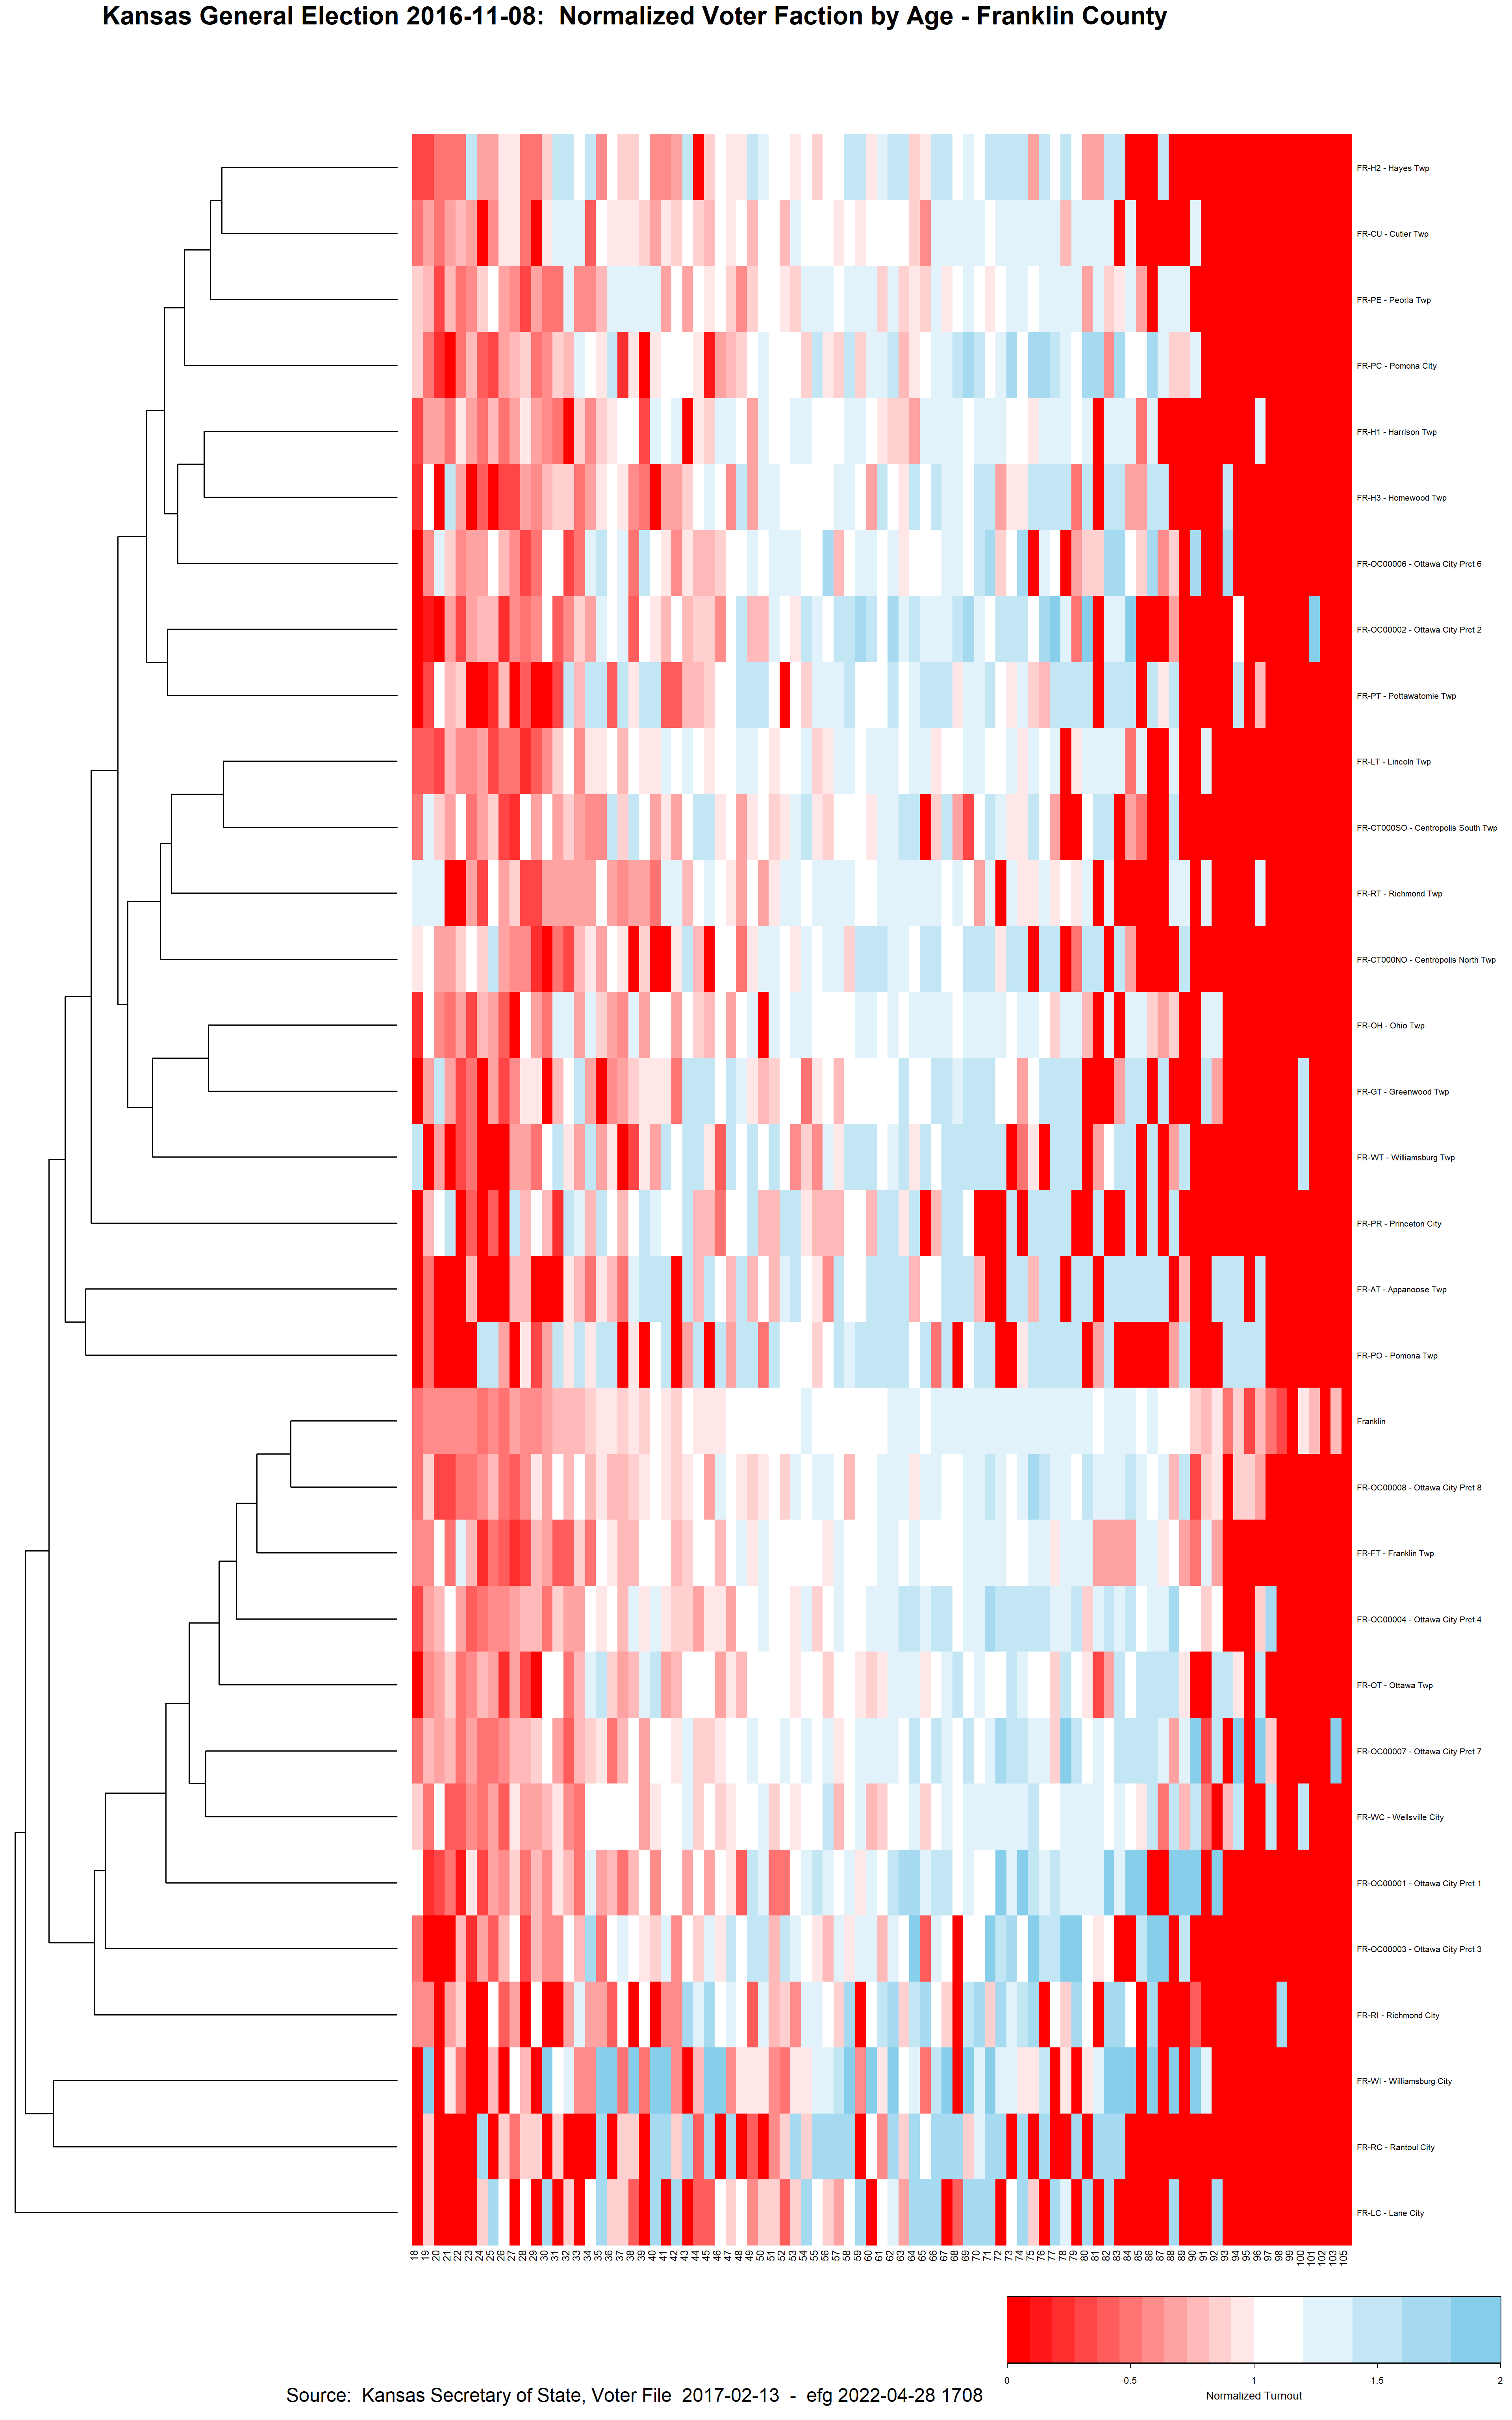 Kansas General Election 2016-11-08:  Normalized Voter Faction by Age - Franklin County
FR-H2 - Hayes Twp
FR-CU - Cutler Twp
FR-PE - Peoria Twp
FR-PC - Pomona City
FR-H1 - Harrison Twp
FR-H3 - Homewood Twp
FR-OC00006 - Ottawa City Prct 6
FR-OC00002 - Ottawa City Prct 2
FR-PT - Pottawatomie Twp
FR-LT - Lincoln Twp
FR-CT000SO - Centropolis South Twp
FR-RT - Richmond Twp
FR-CT000NO - Centropolis North Twp
FR-OH - Ohio Twp
FR-GT - Greenwood Twp
FR-WT - Williamsburg Twp
FR-PR - Princeton City
FR-AT - Appanoose Twp
FR-PO - Pomona Twp
Franklin
FR-OC00008 - Ottawa City Prct 8
FR-FT - Franklin Twp
FR-OC00004 - Ottawa City Prct 4
FR-OT - Ottawa Twp
FR-OC00007 - Ottawa City Prct 7
FR-WC - Wellsville City
FR-OC00001 - Ottawa City Prct 1
FR-OC00003 - Ottawa City Prct 3
FR-RI - Richmond City
FR-WI - Williamsburg City
FR-RC - Rantoul City
FR-LC - Lane City
18 19 20 21 22 23 24 25 26 27 28 29 30 31 32 33 34 35 36 37 38 39 40 41 42 43 44 45 46 47 48 49 50 51 52 53 54 55 56 57 58 59 60 61 62 63 64 65 66 67 68 69 70 71 72 73 74 75 76 77 78 79 80 81 82 83 84 85 86 87 88 89 90 91 92 93 94 95 96 97 98 99 100 101 102 103 105
0 0.5 1 1.5 2
Normalized Turnout
Source:  Kansas Secretary of State, Voter File  2017-02-13  -  efg 2022-04-28 1708